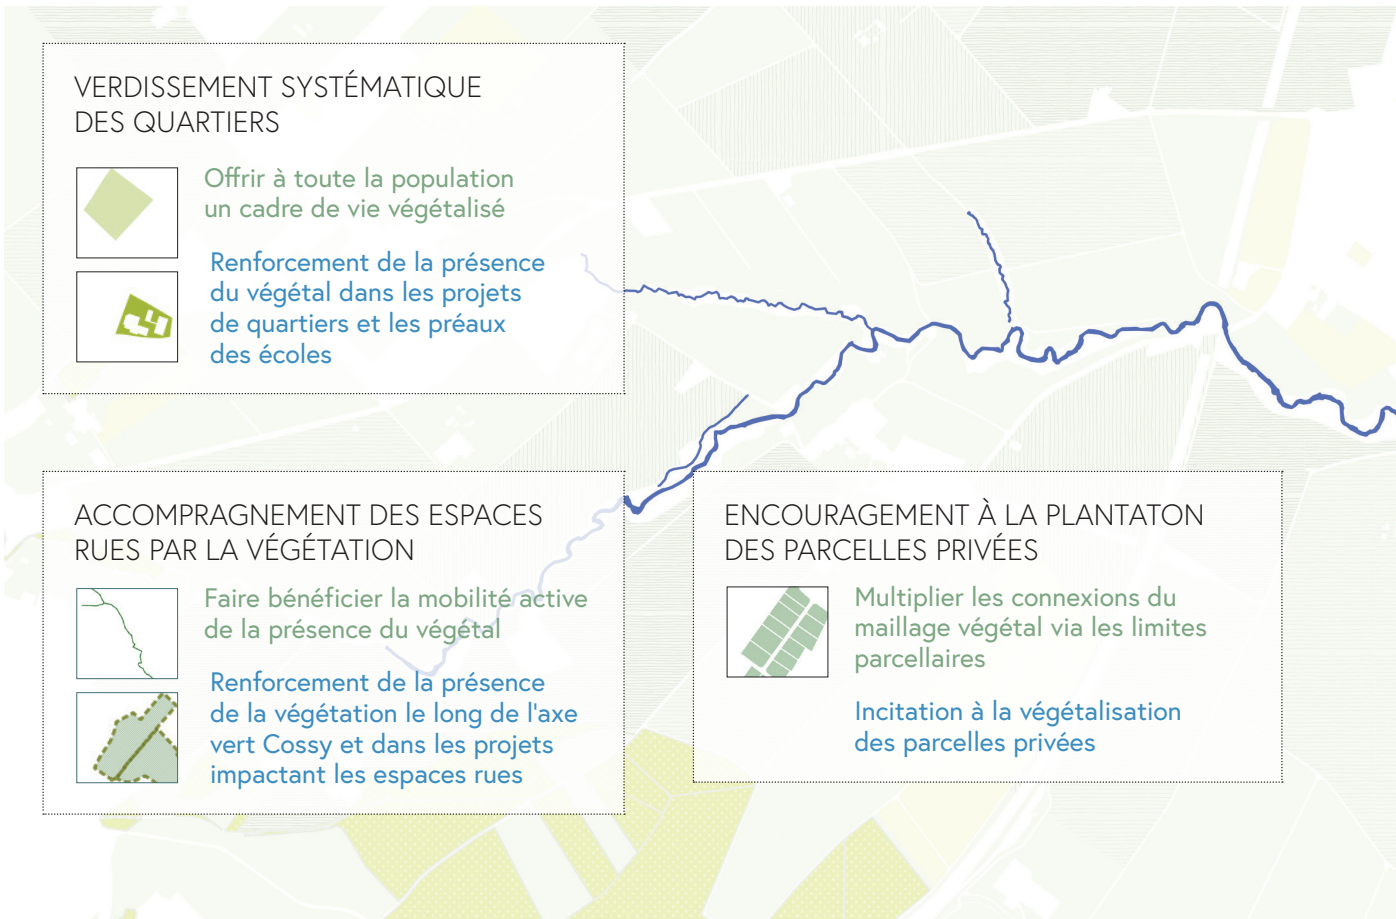 VERDISSEMENT SYSTÉMATIQUE
DES QUARTIERS
Offrir à toute la population
un cadre de vie végétalisé
Renforcement de la présence
du végétal dans les projets
de quartiers et les préaux
des écoles
ACCOMPRAGNEMENT DES ESPACES
RUES PAR LA VÉGÉTATION
Faire bénéficier la mobilité active
de la présence du végétal
Renforcement de la présence
de la végétation le long de l'axe
vert Cossy et dans les projets
impactant les espaces rues
ENCOURAGEMENT À LA PLANTATON
DES PARCELLES PRIVÉES
Multiplier les connexions du
maillage végétal via les limites
parcellaires
Incitation à la végétalisation
des parcelles privées